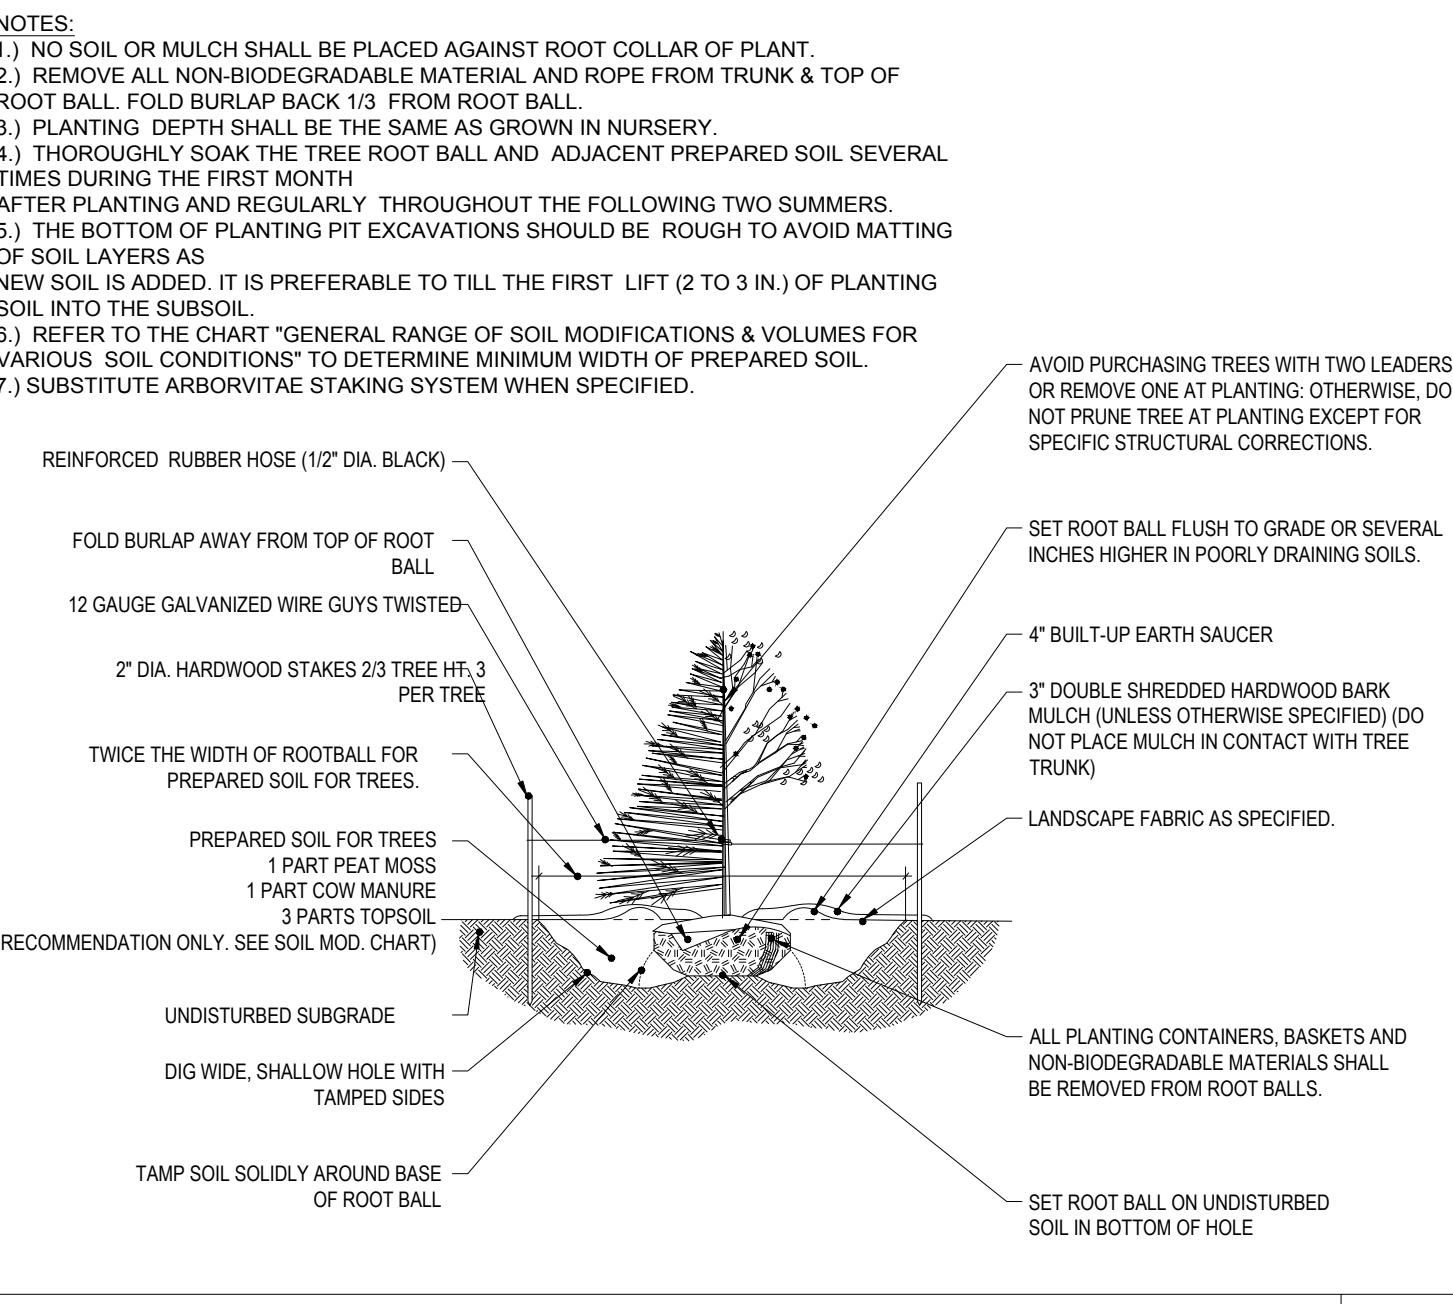 NOTES:
1.) NO SOIL OR MULCH SHALL BE PLACED AGAINST ROOT COLLAR OF PLANT.
2.) REMOVE ALL NON-BIODEGRADABLE MATERIAL AND ROPE FROM TRUNK & TOP OF
ROOT BALL. FOLD BURLAP BACK 1/3 FROM ROOT BALL.
3.) PLANTING DEPTH SHALL BE THE SAME AS GROWN IN NURSERY.
4.) THOROUGHLY SOAK THE TREE ROOT BALL AND ADJACENT PREPARED SOIL SEVERAL
TIMES DURING THE FIRST MONTH
AFTER PLANTING AND REGULARLY THROUGHOUT THE FOLLOWING TWO SUMMERS.
5.) THE BOTTOM OF PLANTING PIT EXCAVATIONS SHOULD BE ROUGH TO AVOID MATTING
OF SOIL LAYERS AS
NEW SOIL IS ADDED. IT IS PREFERABLE TO TILL THE FIRST LIFT (2 TO 3 IN.) OF PLANTING
SOIL INTO THE SUBSOIL.
6.) REFER TO THE CHART "GENERAL RANGE OF SOIL MODIFICATIONS & VOLUMES FOR
VARIOUS SOIL CONDITIONS" TO DETERMINE MINIMUM WIDTH OF PREPARED SOIL.
7.) SUBSTITUTE ARBORVITAE STAKING SYSTEM WHEN SPECIFIED.
REINFORCED RUBBER HOSE (1/2" DIA. BLACK)
FOLD BURLAP AWAY FROM TOP OF ROOT
BALL
12 GAUGE GALVANIZED WIRE GUYS TWISTED
2" DIA. HARDWOOD STAKES 2/3 TREE HT. 3
PER TREE
TWICE THE WIDTH OF ROOTBALL FOR
PREPARED SOIL FOR TREES.
PREPARED SOIL FOR TREES
1 PART PEAT MOSS
1 PART COW MANURE
3 PARTS TOPSOIL
RECOMMENDATION ONLY. SEE SOIL MOD. CHART)
UNDISTURBED SUBGRADE
DIG WIDE, SHALLOW HOLE WITH
TAMPED SIDES
TAMP SOIL SOLIDLY AROUND BASE
OF ROOT BALL
AVOID PURCHASING TREES WITH TWO LEADERS
OR REMOVE ONE AT PLANTING: OTHERWISE, DO
NOT PRUNE TREE AT PLANTING EXCEPT FOR
SPECIFIC STRUCTURAL CORRECTIONS.
SET ROOT BALL FLUSH TO GRADE OR SEVERAL
INCHES HIGHER IN POORLY DRAINING SOILS.
4" BUILT-UP EARTH SAUCER
3" DOUBLE SHREDDED HARDWOOD BARK
MULCH (UNLESS OTHERWISE SPECIFIED) (DO
NOT PLACE MULCH IN CONTACT WITH TREE
TRUNK)
LANDSCAPE FABRIC AS SPECIFIED.
ALL PLANTING CONTAINERS, BASKETS AND
NON-BIODEGRADABLE MATERIALS SHALL
BE REMOVED FROM ROOT BALLS.
SET ROOT BALL ON UNDISTURBED
SOIL IN BOTTOM OF HOLE